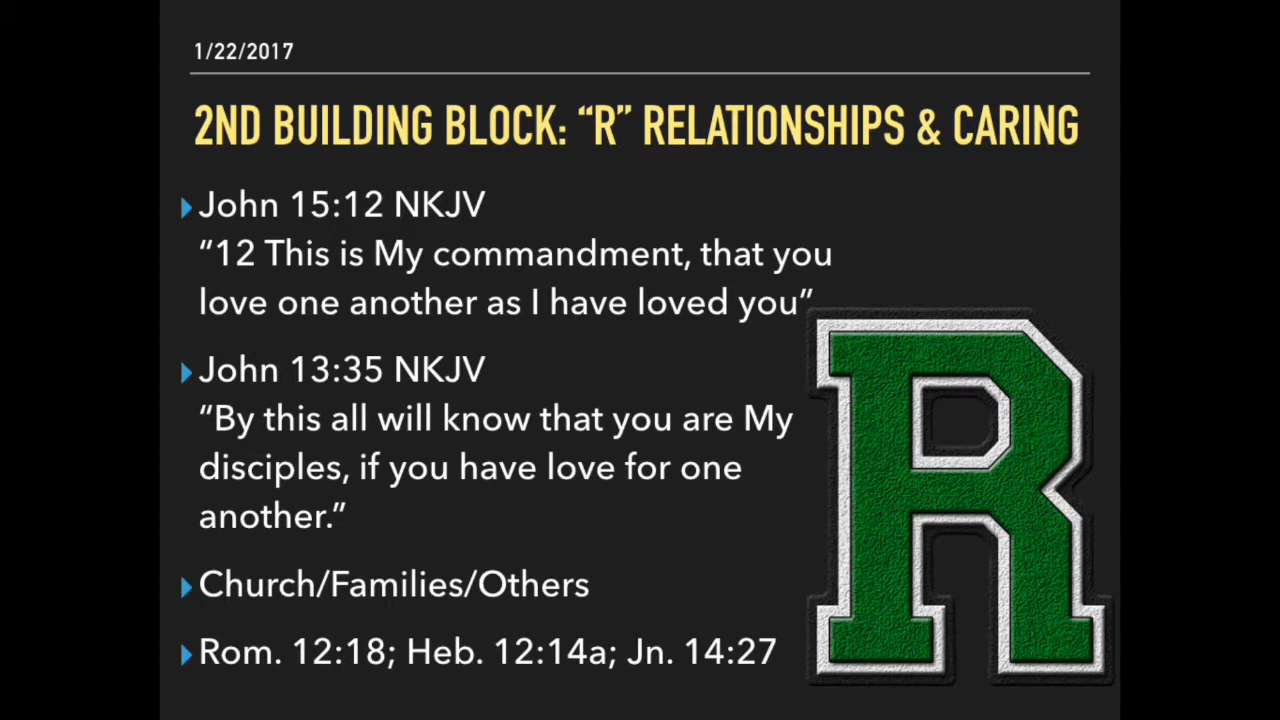 1/22/2017
2ND BUILDING BLOCK: “R” RELATIONSHIPS & CARING
John 15:12 NKJV
“12 This is My commandment, that you
love one another as I have loved you”
John 13:35 NKJV
“By this all will know that you are My
disciples, if you have love for one
another.”
Church/Families/Others
Rom. 12:18; Heb. 12:14a; Jn. 14:27
R